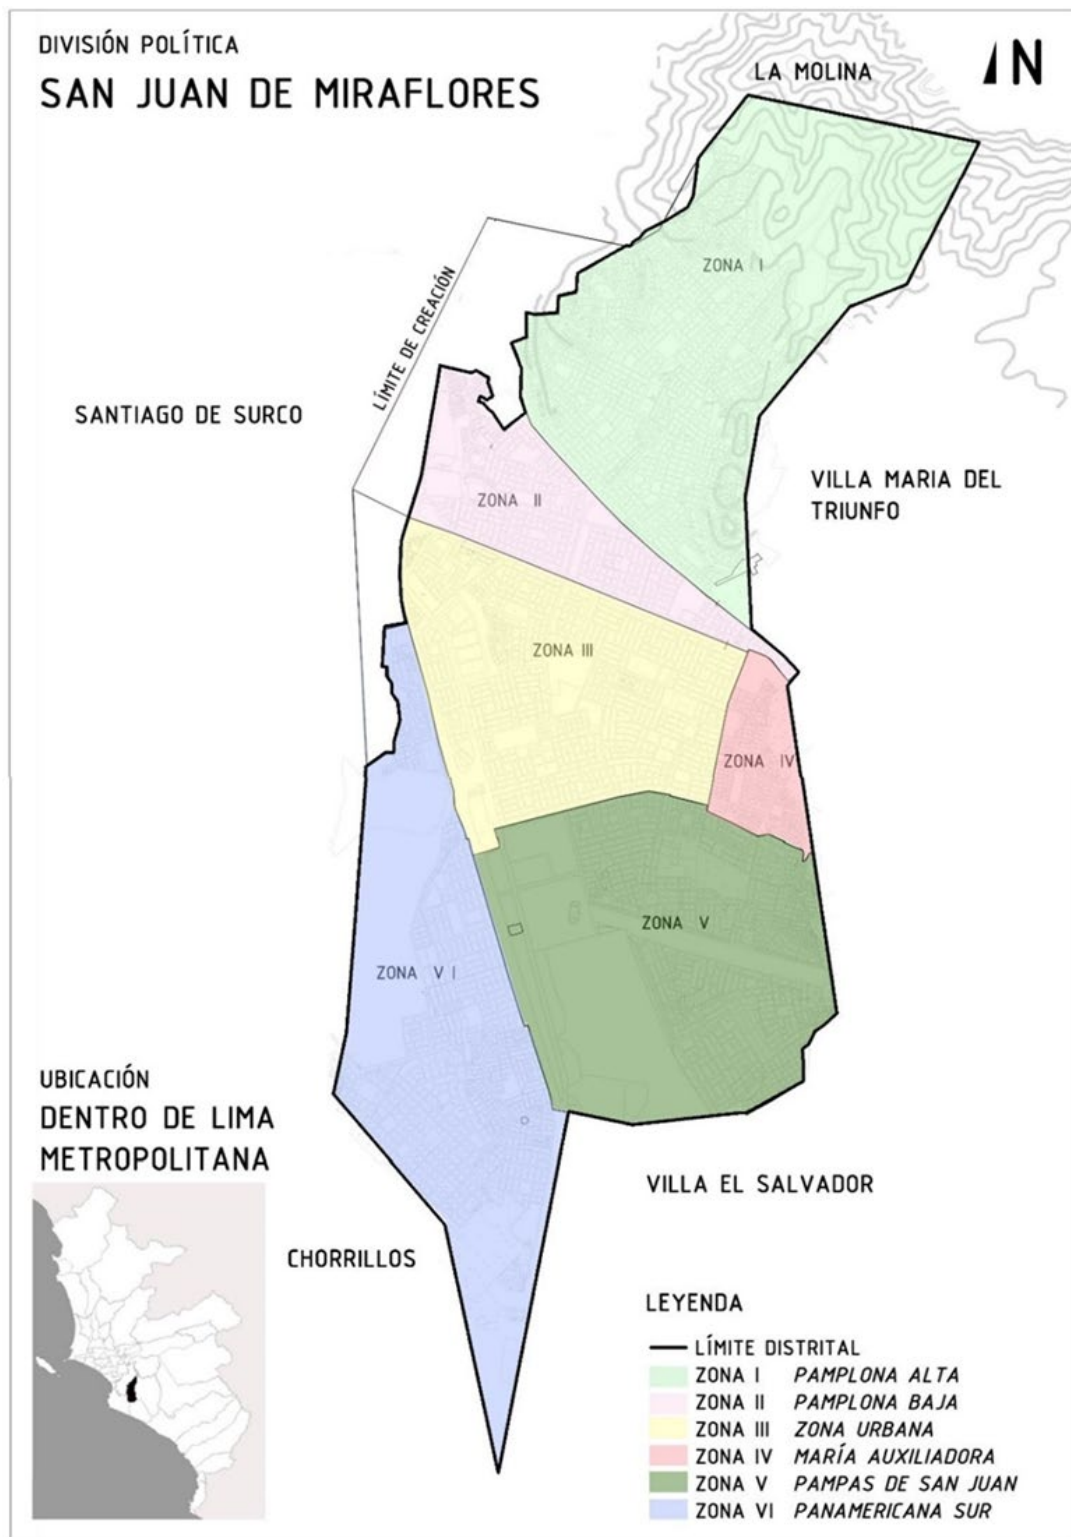 DIVISIÓN POLÍTICA
SAN JUAN DE MIRAFLORES
LA MOLINA
N
ZONA I
LÍMITE DE CREACIÓN
SANTIAGO DE SURCO
VILLA MARIA DEL
TRIUNFO
ZONA II
ZONA III
ZONA IV
ZONA V
ZONA VI
UBICACIÓN
DENTRO DE LIMA
METROPOLITANA
VILLA EL SALVADOR
CHORRILLOS
LEYENDA
LÍMITE DISTRITAL
ZONA I PAMPLONA ALTA
ZONA II PAMPLONA BAJA
ZONA III ZONA URBANA
ZONA IV MARÍA AUXILIADORA
ZONA V PAMPAS DE SAN JUAN
ZONA VI PANAMERICANA SUR